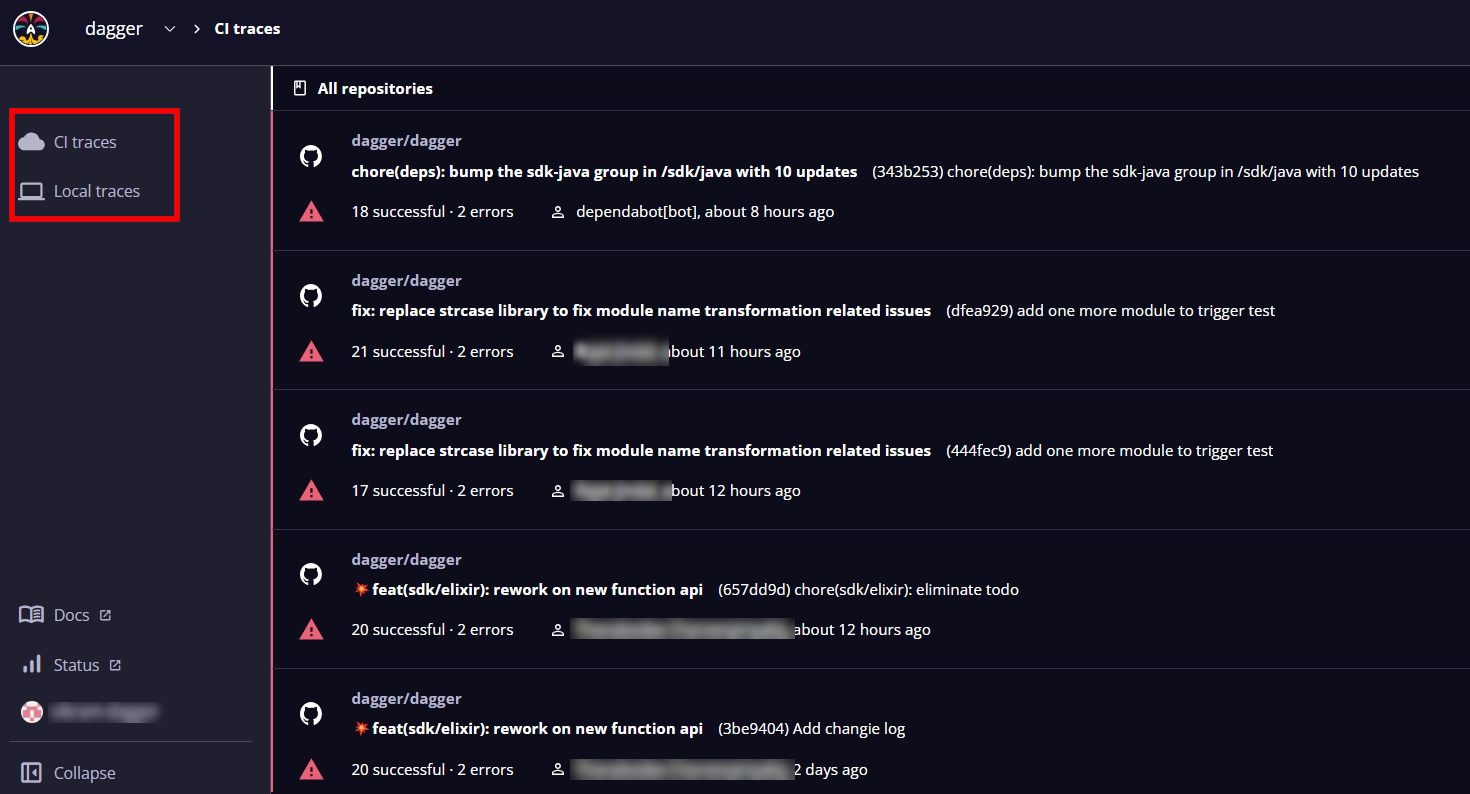 dagger > CI traces
CI traces
Local traces
Docs
Status
Collapse
All repositories
dagger/dagger
chore(deps): bump the sdk-java group in /sdk/java with 10 updates (343b253) chore(deps): bump the sdk-java group in /sdk/java with 10 updates
18 successful · 2 errors dependabot[bot], about 8 hours ago
dagger/dagger
fix: replace strcase library to fix module name transformation related issues (dfea929) add one more module to trigger test
21 successful · 2 errors about 11 hours ago
dagger/dagger
fix: replace strcase library to fix module name transformation related issues (444fec9) add one more module to trigger test
17 successful · 2 errors about 12 hours ago
dagger/dagger
💥feat(sdk/elixir): rework on new function api (657dd9d) chore(sdk/elixir): eliminate todo
20 successful · 2 errors about 12 hours ago
dagger/dagger
💥feat(sdk/elixir): rework on new function api (3be9404) Add changie log
20 successful · 2 errors 2 days ago